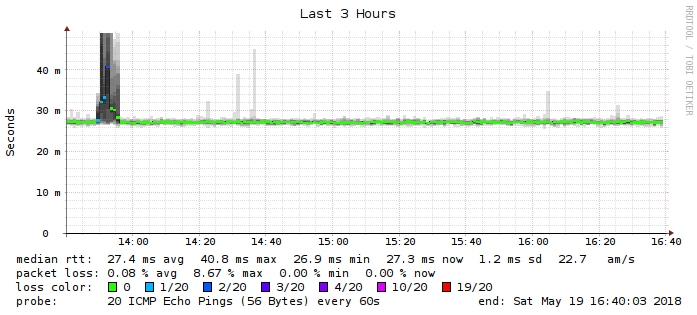 Last 3 Hours
RRDTOOL / TOBI OETIKER
Seconds
40 m
30 m
20 m
10 m
0
14:00 14:20 14:40 15:00 15:20 15:40 16:00 16:20 16:40
median rtt: 27.4 ms avg 40.8 ms max 26.9 ms min 27.3 ms now 1.2 ms sd 22.7 am/s
packet loss: 0.08 % avg 8.67 % max 0.00 % min 0.00 % now
loss color: 0 1/20 2/20 3/20 4/20 10/20 19/20
probe: 20 ICMP Echo Pings (56 Bytes) every 60s end: Sat May 19 16:40:03 2018